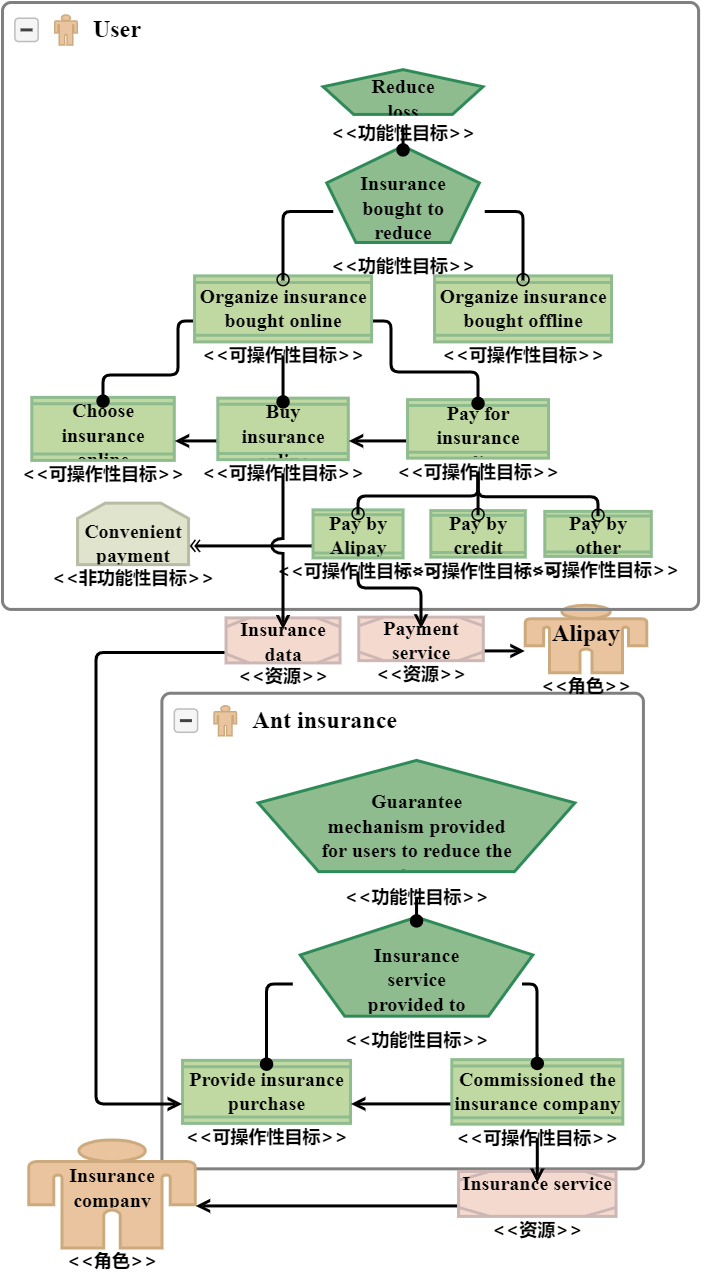 User
Reduce
loss
<<功能性目标>>
Insurance
bought to
reduce
<<功能性目标>>
Organize insurance
bought online
<<可操作性目标>>
Organize insurance
bought offline
<<可操作性目标>>
Choose
insurance
online
<<可操作性目标>>
Buy
insurance
online
<<可操作性目标>>
Pay for
insurance
<<可操作性目标>>
Convenient
payment
<<非功能性目标>>
Pay by
Alipay
<<可操作性目标>>
Pay by
credit
<<可操作性目标>>
Pay by
other
<<可操作性目标>>
Insurance
data
<<资源>>
Payment
service
<<资源>>
Alipay
<<角色>>
Ant insurance
Guarantee
mechanism provided
for users to reduce the
<<功能性目标>>
Insurance
service
provided to
<<功能性目标>>
Provide insurance
purchase
<<可操作性目标>>
Commissioned the
insurance company
<<可操作性目标>>
Insurance service
<<资源>>
Insurance
company
<<角色>>